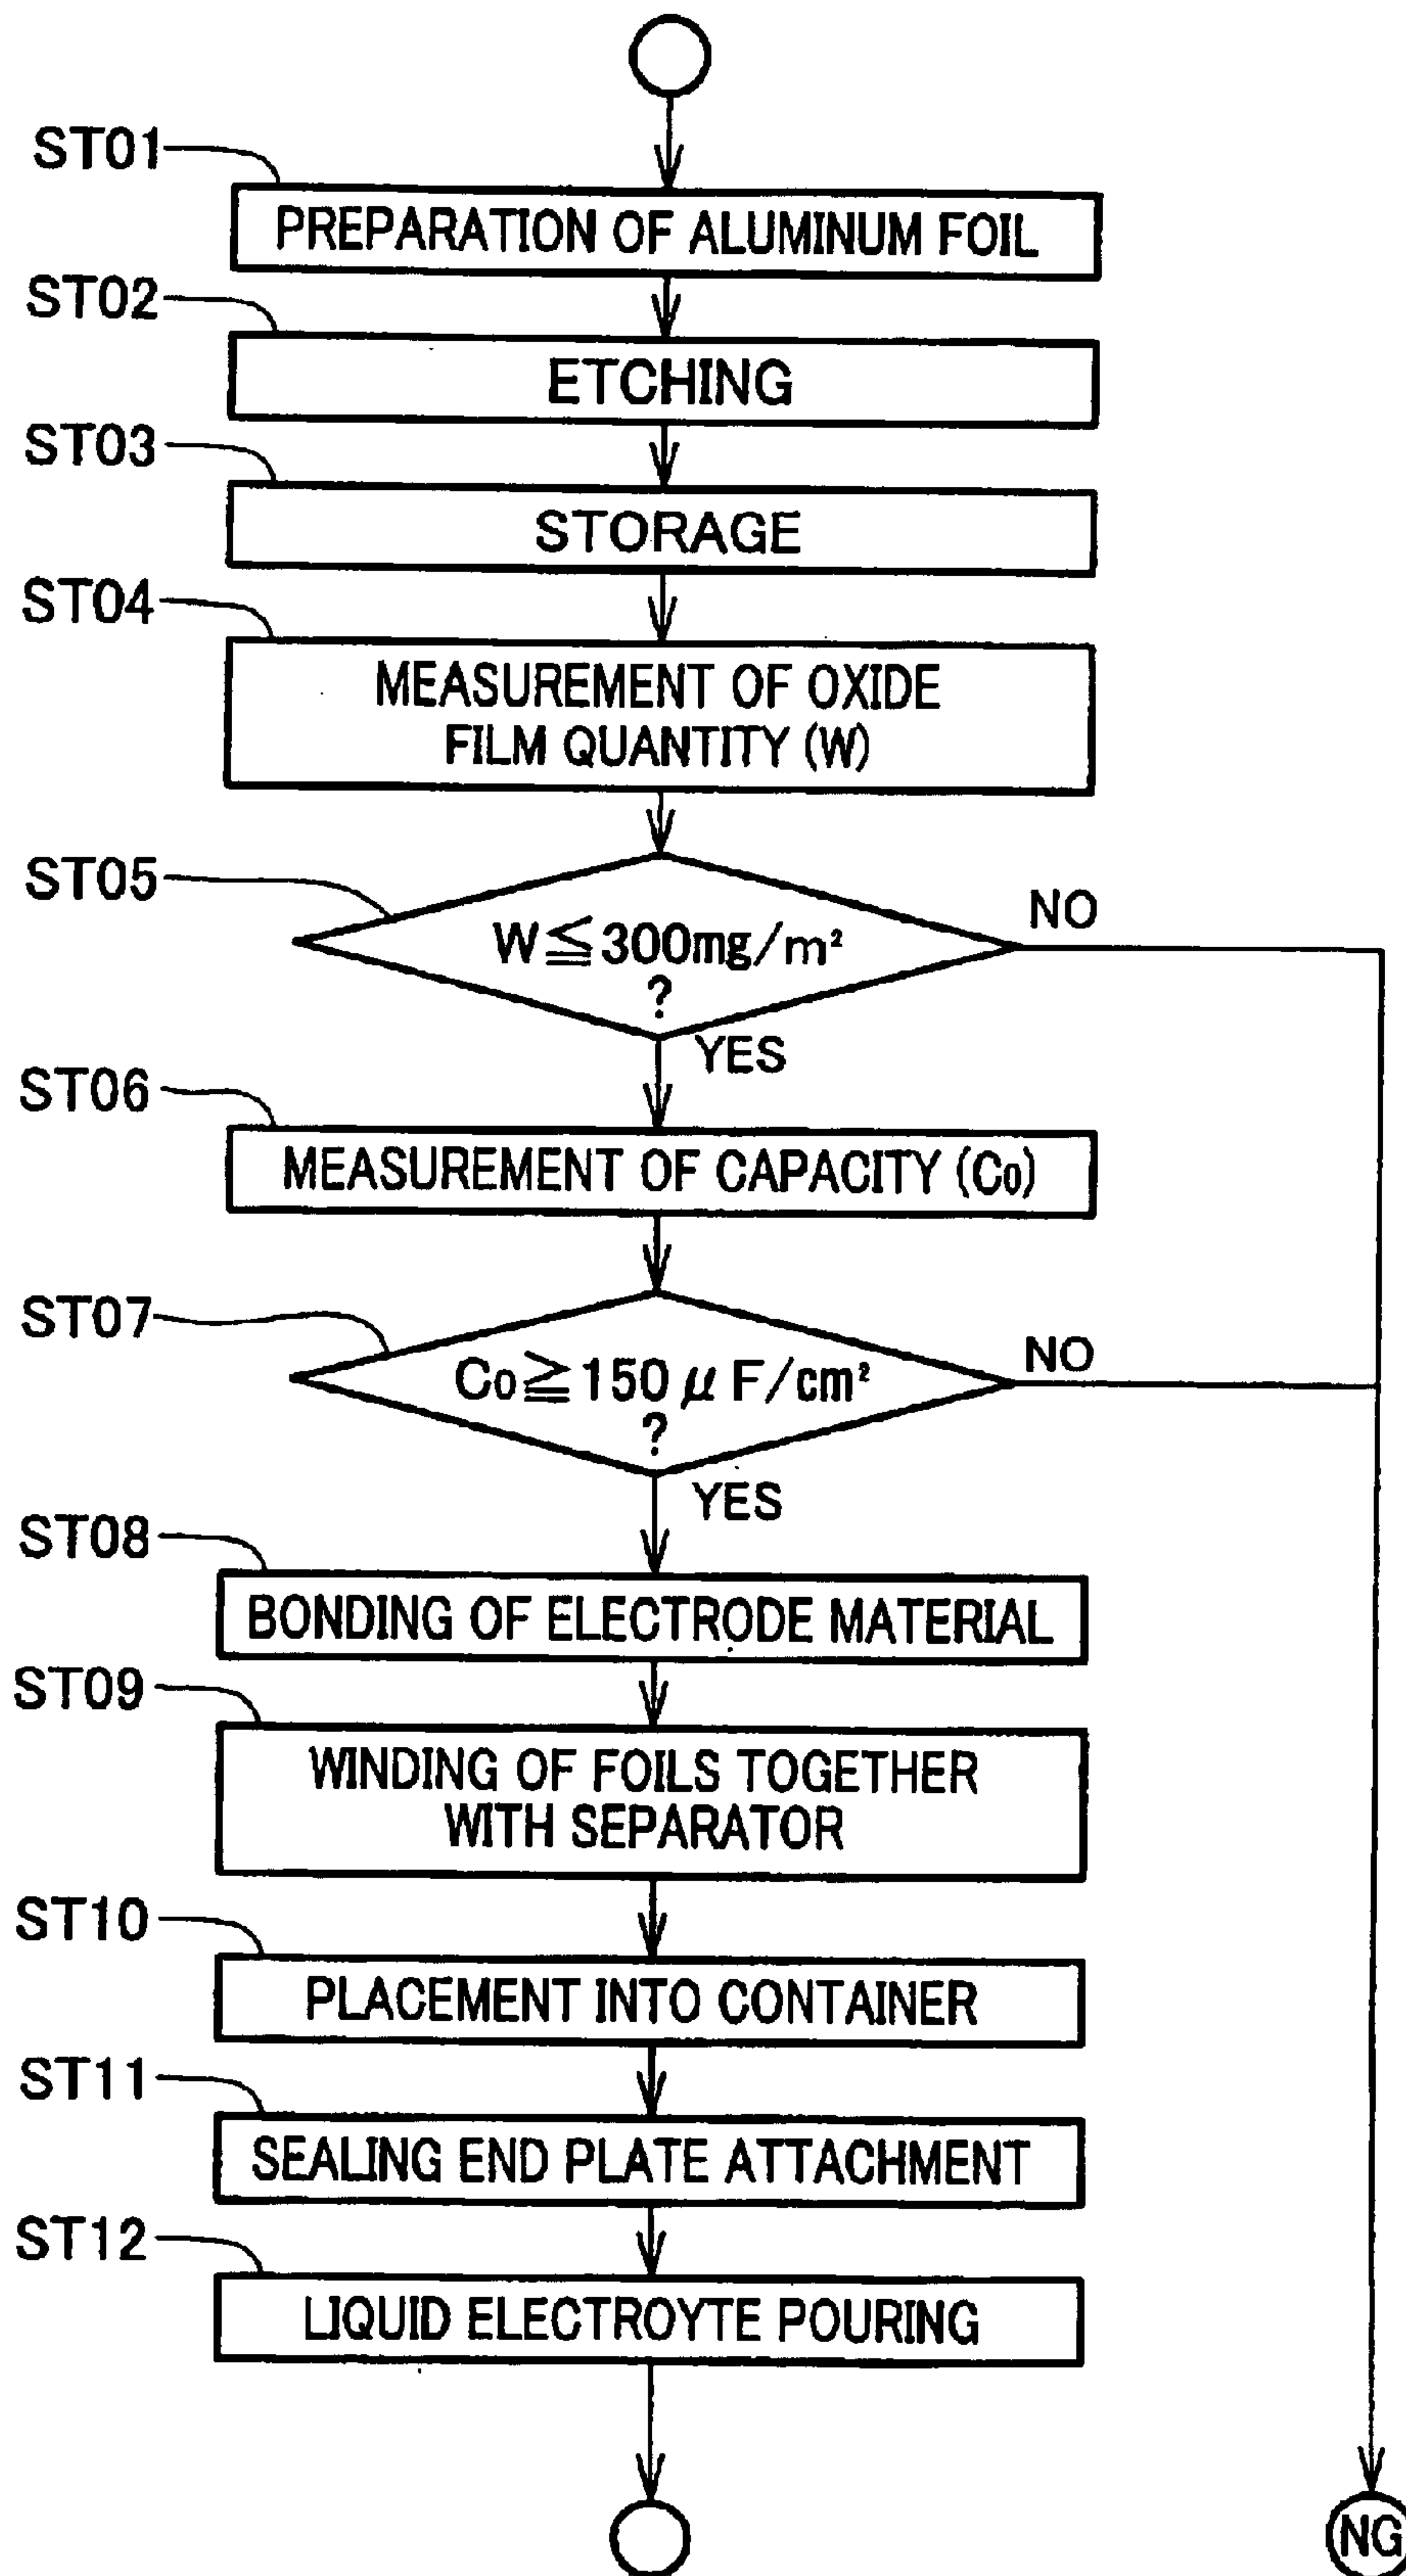 ST01
PREPARATION OF ALUMINUM FOIL
ST02
ETCHING
ST03
STORAGE
ST04
MEASUREMENT OF OXIDE
FILM QUANTITY (W)
ST05
W≦300mg/m²
?
NO
YES
ST06
MEASUREMENT OF CAPACITY (C₀)
ST07
C₀≧150μF/cm²
?
NO
YES
ST08
BONDING OF ELECTRODE MATERIAL
ST09
WINDING OF FOILS TOGETHER
WITH SEPARATOR
ST10
PLACEMENT INTO CONTAINER
ST11
SEALING END PLATE ATTACHMENT
ST12
LIQUID ELECTROYTE POURING
NG